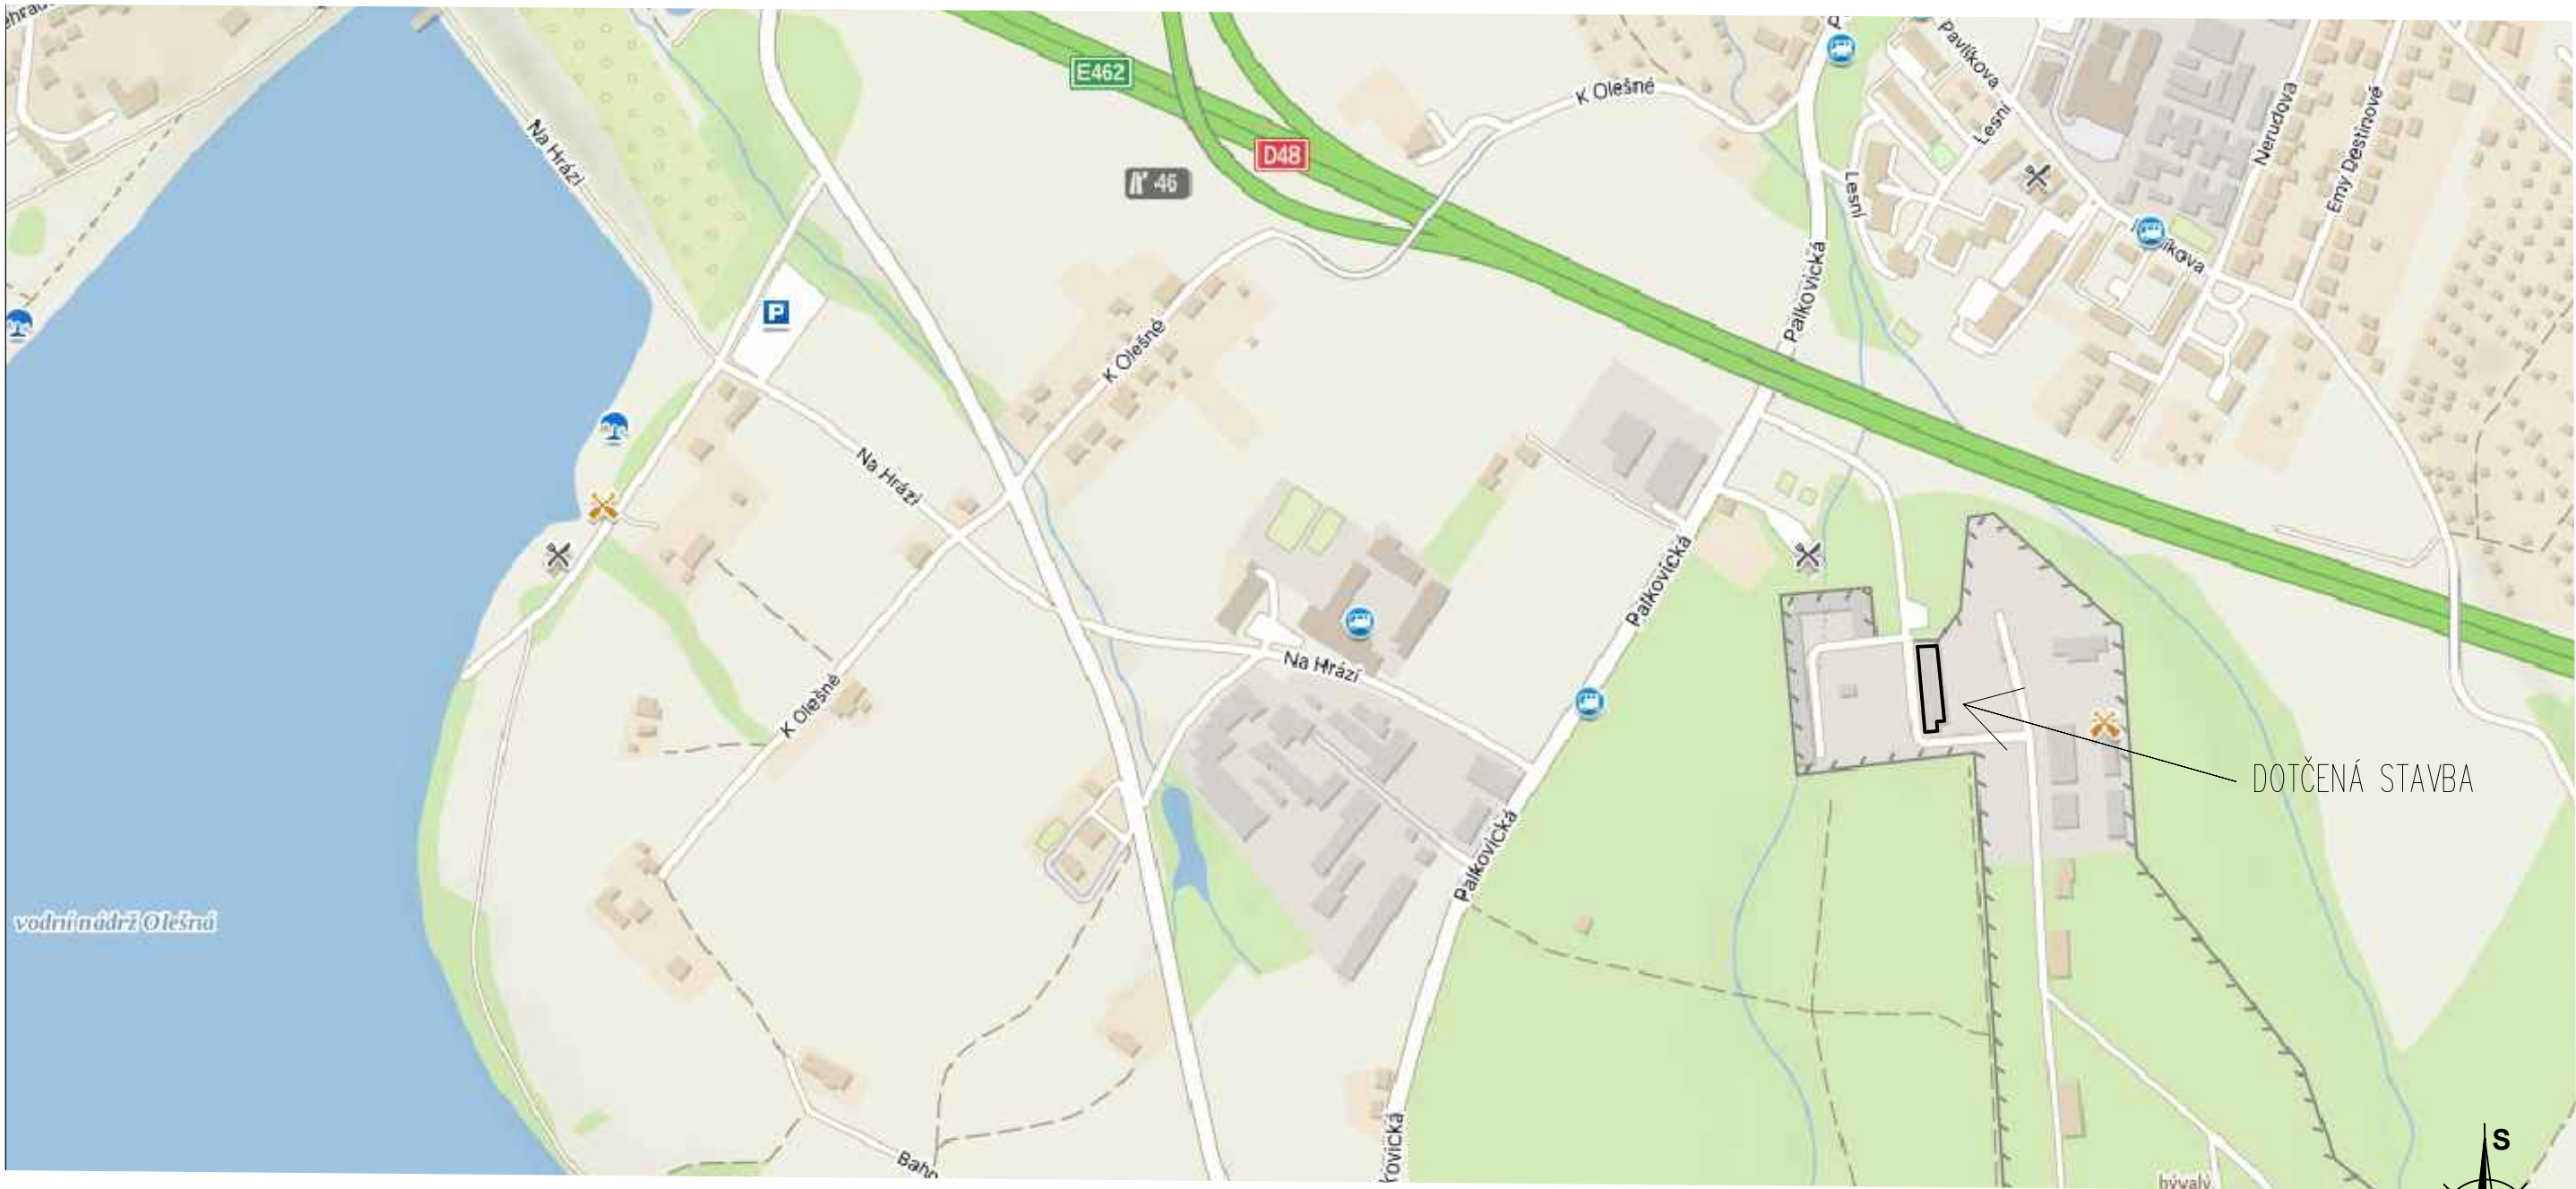 E462
D48
46
P
K Olešné
Pavlíkova
Lesní
Nerudova
Emy Destinové
Na Hrázi
Lesní
Palkovická
K Olešné
Na Hrázi
Palkovická
Na Hrázi
K Olešné
DOTČENÁ STAVBA
Palkovická
vodní nádrž Olešná
S
bývalý